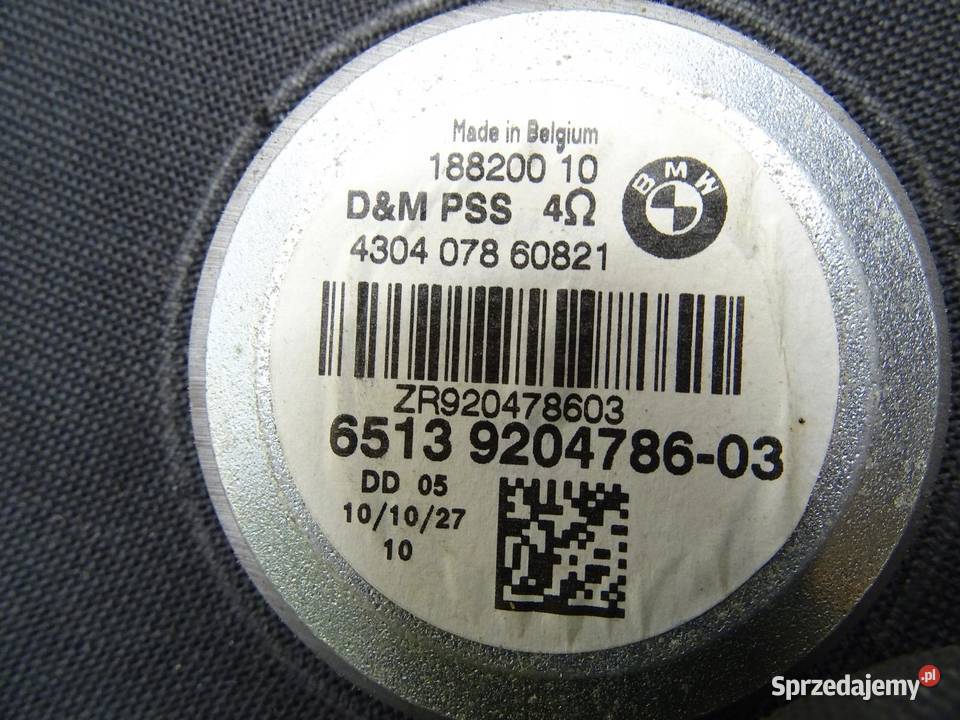 Made in Belgium
188200 10
D&M PSS 4Ω
BMW
4304 078 60821
ZR920478603
6513 9204786-03
DD 05
10/10/27
10
Sprzedajemy.pl